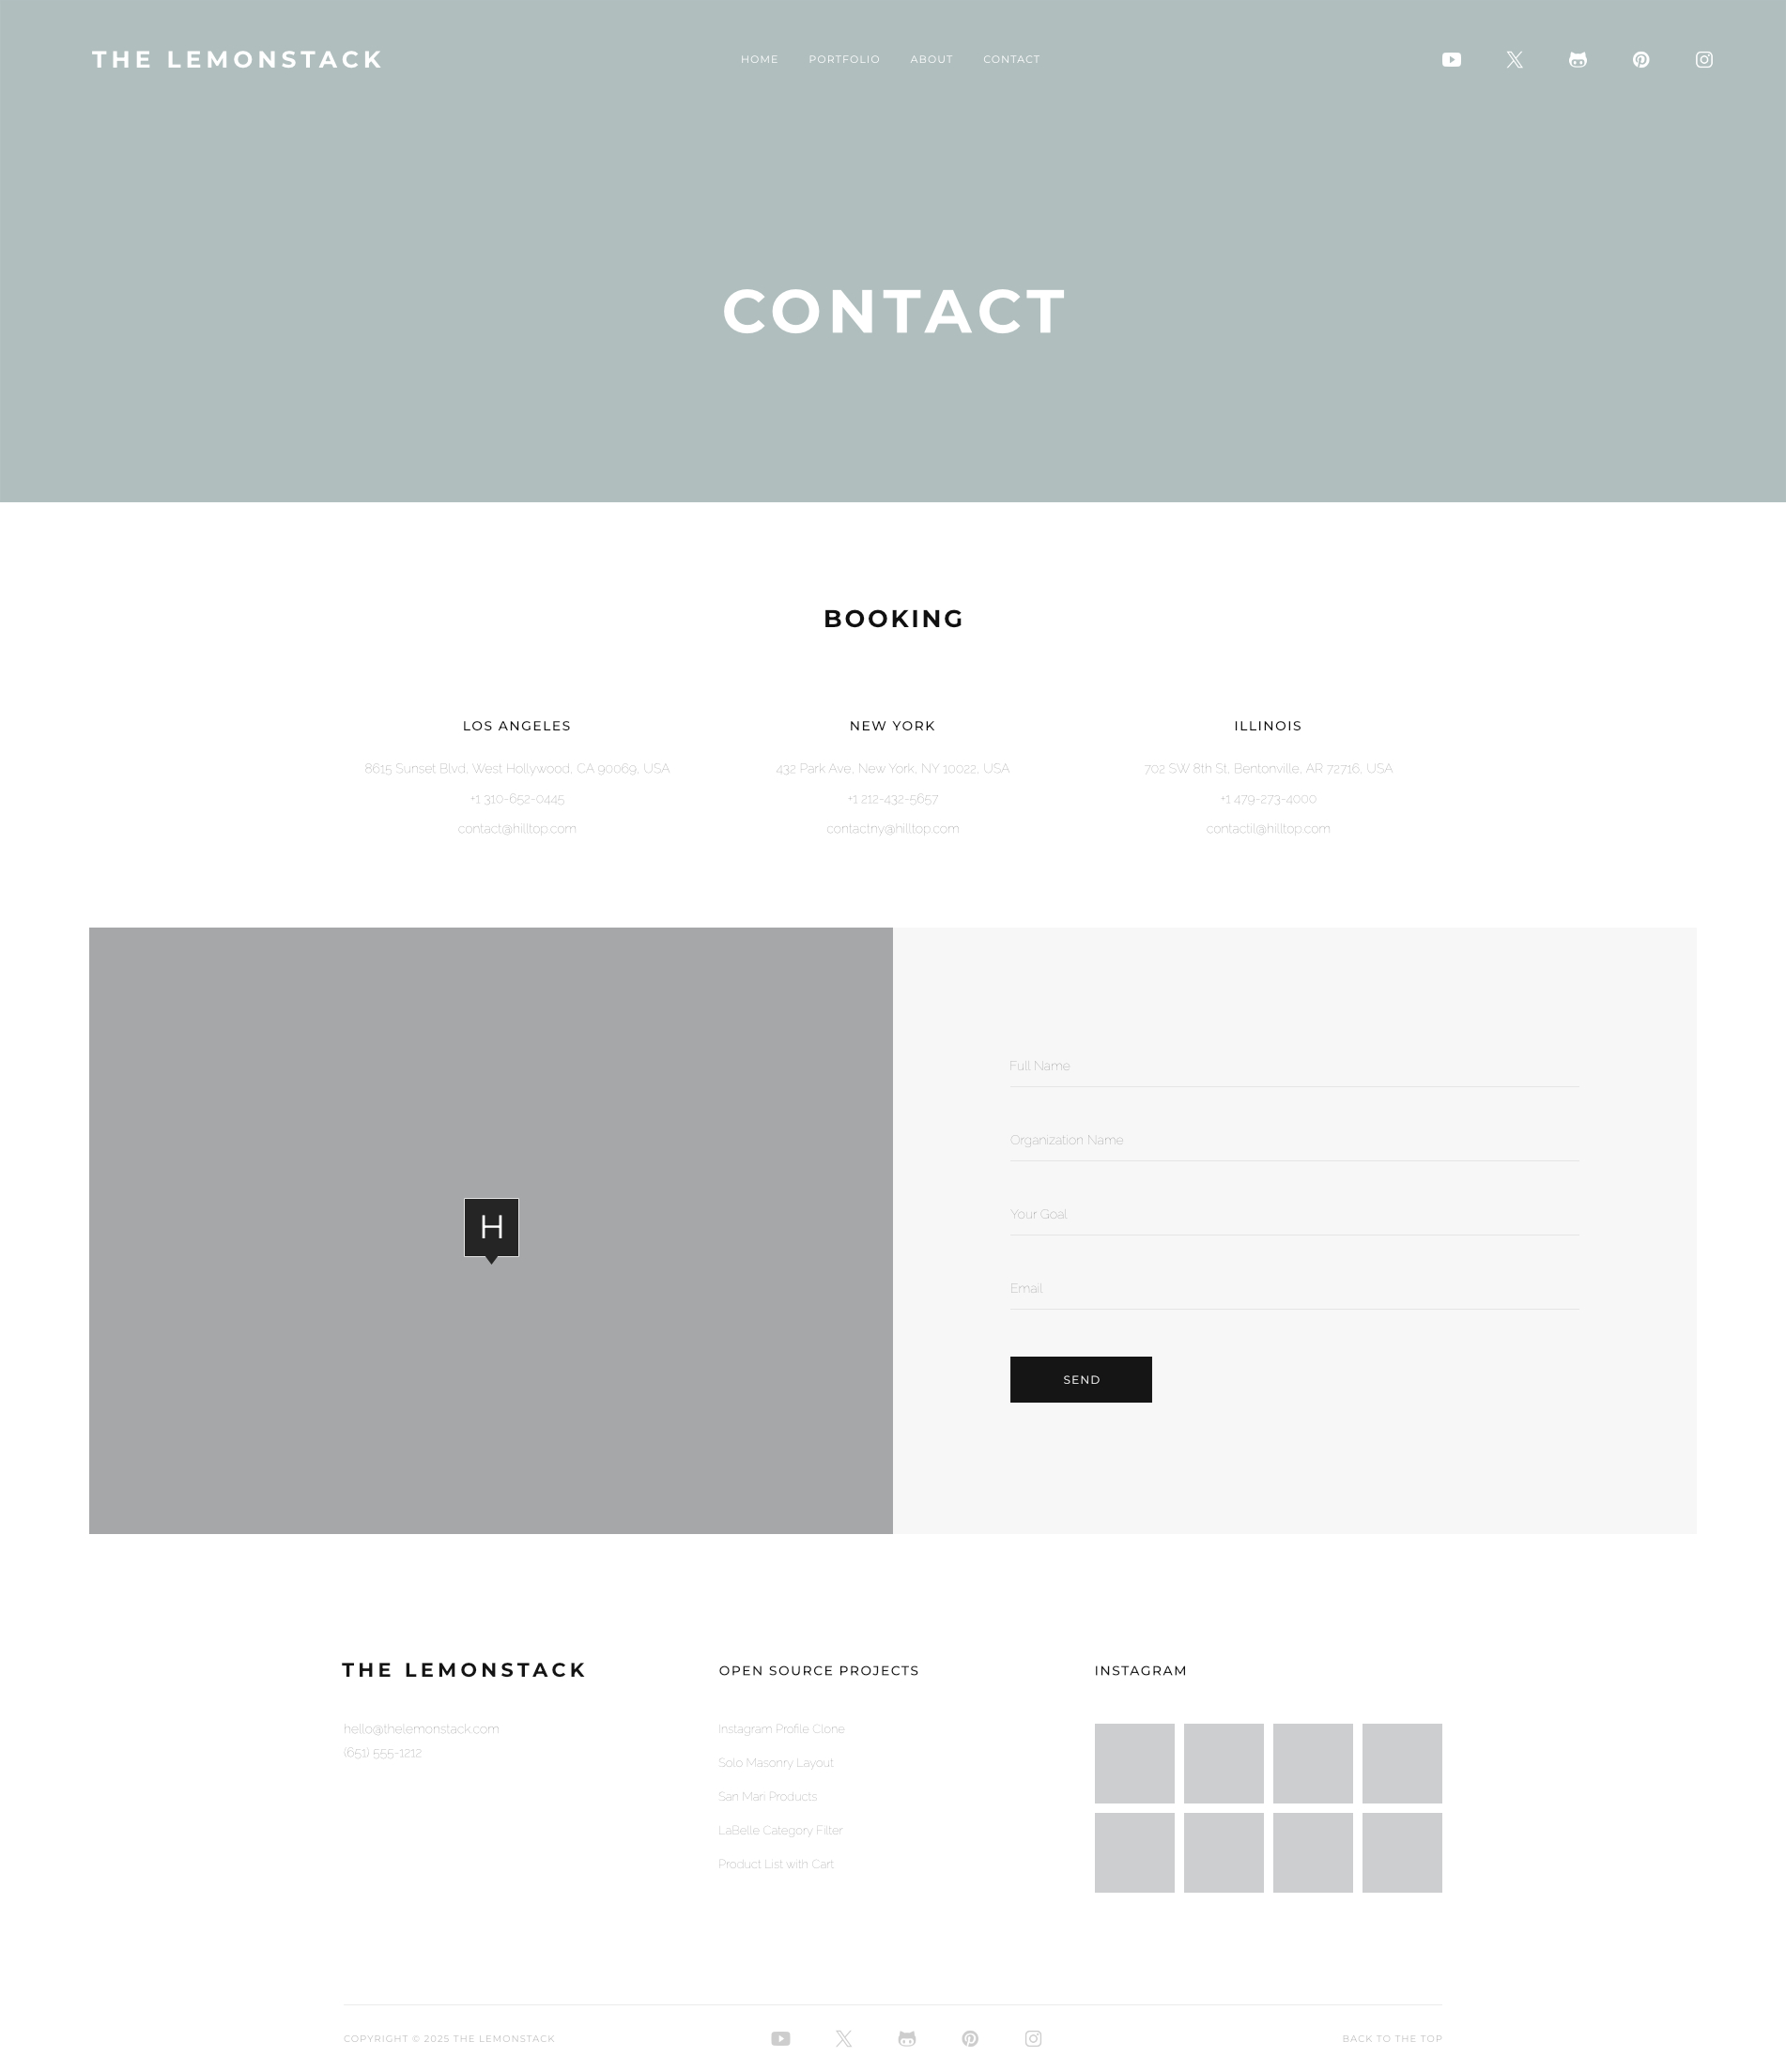 THE LEMONSTACK
HOME PORTFOLIO ABOUT CONTACT
CONTACT
BOOKING
LOS ANGELES
8615 Sunset Blvd, West Hollywood, CA 90069, USA
+1 310-652-0445
contact@hilltop.com
NEW YORK
432 Park Ave, New York, NY 10022, USA
+1 212-432-5657
contactny@hilltop.com
ILLINOIS
702 SW 8th St, Bentonville, AR 72716, USA
+1 479-273-4000
contactil@hilltop.com
H
Full Name
Organization Name
Your Goal
Email
SEND
THE LEMONSTACK
hello@thelemonstack.com
(651) 555-1212
OPEN SOURCE PROJECTS
Instagram Profile Clone
Solo Masonry Layout
San Man Products
LaBelle Category Filter
Product List with Cart
INSTAGRAM
COPYRIGHT © 2025 THE LEMONSTACK
BACK TO THE TOP